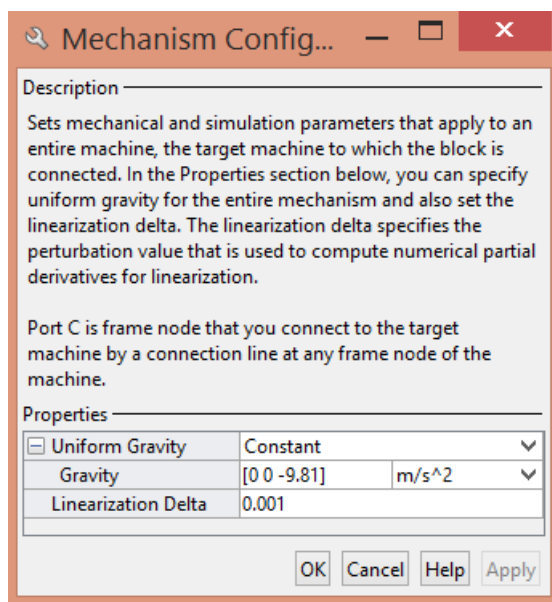 Mechanism Config...
Description
Sets mechanical and simulation parameters that apply to an
entire machine, the target machine to which the block is
connected. In the Properties section below, you can specify
uniform gravity for the entire mechanism and also set the
linearization delta. The linearization delta specifies the
perturbation value that is used to compute numerical partial
derivatives for linearization.
Port C is frame node that you connect to the target
machine by a connection line at any frame node of the
machine.
Properties
Uniform Gravity Constant
Gravity [0 0 -9.81] m/s^2
Linearization Delta 0.001
OK Cancel Help Apply